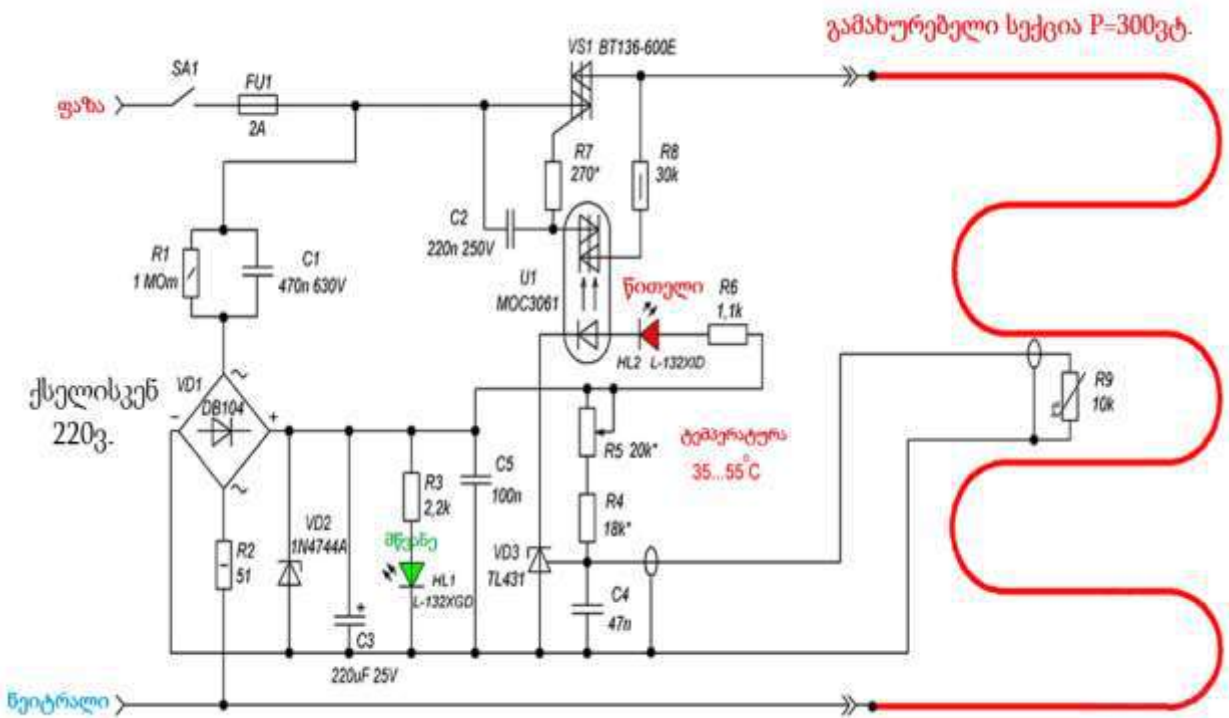 გამახურებელი სექცია P=300ვტ.
VS1 BT136-600E
SA1
FU1
ფაზა
2A
R7
270*
R8
30k
C2
220n 250V
R1
1 MOm
C1
470n 630V
U1
MOC3061
წითელი
R6
1,1k
HL2 L-132XID
ქსელისკენ
220ვ.
VD1
~
DB104
-
+
~
R9
10k
t°
R5 20k*
ტემპერატურა
35...55°C
C5
100n
R3
2,2k
R4
18k*
VD2
1N4744A
მწვანე
R2
51
VD3
TL431
HL1
L-132XGD
C4
47n
+
C3
220uF 25V
ნეიტრალი